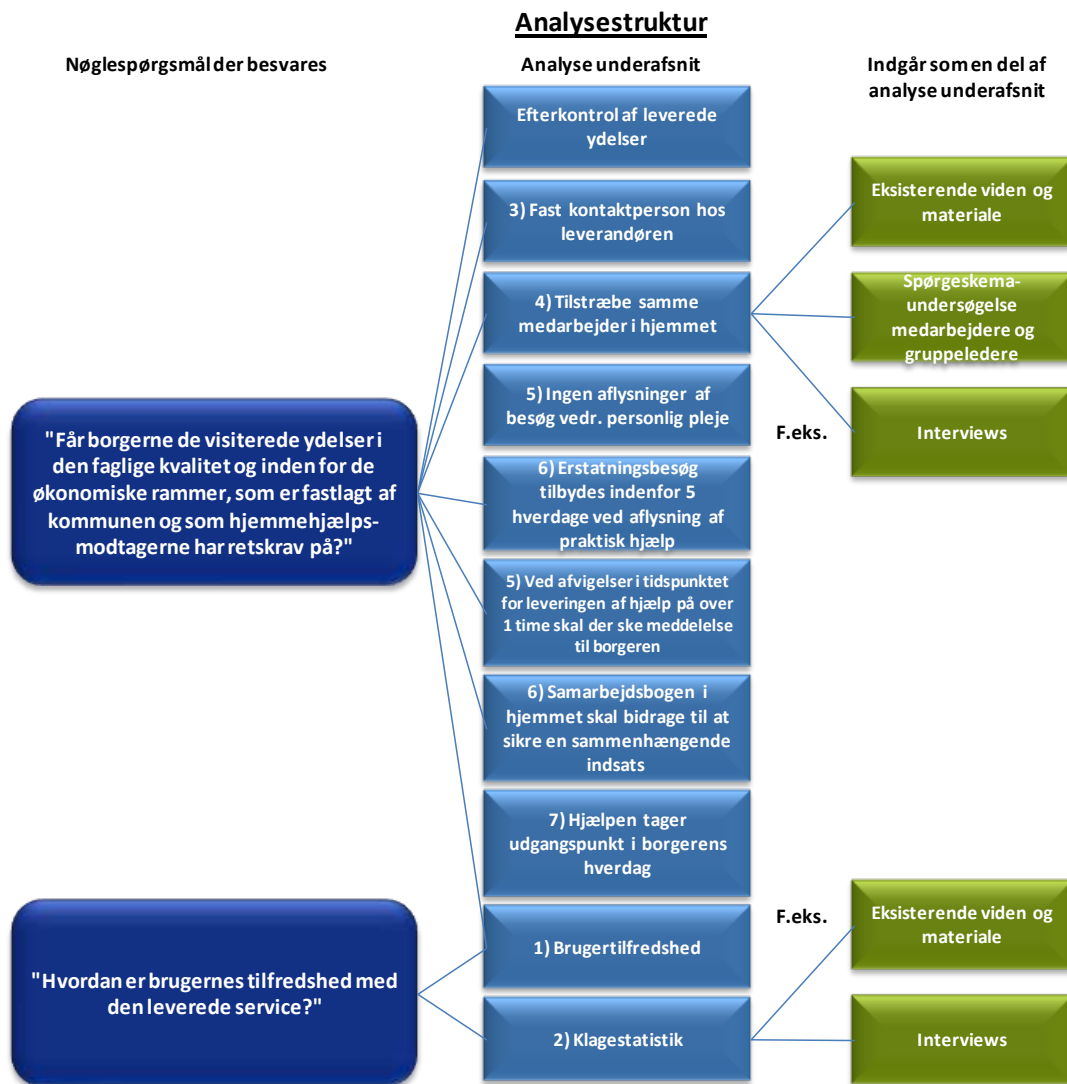 Analysestruktur
Nøglespørgsmål der besvares
Analyse underafsnit
Indgår som en del af
analyse underafsnit
Efterkontrol af leverede
ydelser
3) Fast kontaktperson hos
leverandøren
4) Tilstræbe samme
medarbejder i hjemmet
5) Ingen aflysninger af
besøg vedr. personlig pleje
6) Erstatningsbesøg
tilbydes indenfor 5
hverdage ved aflysning af
praktisk hjælp
5) Ved afvigelser i tidspunktet
for leveringen af hjælp på over
1 time skal der ske meddelelse
til borgeren
6) Samarbejdsbogen i
hjemmet skal bidrage til at
sikre en sammenhængende
indsats
7) Hjælpen tager
udgangspunkt i borgerens
hverdag
1) Brugertilfredshed
2) Klagestatistik
"Får borgerne de visiterede ydelser i
den faglige kvalitet og inden for de
økonomiske rammer, som er fastlagt af
kommunen og som hjemmehjælps-
modtagerne har retskrav på?"
"Hvordan er brugernes tilfredshed med
den leverede service?"
Eksisterende viden og
materiale
Spørgeskema-
undersøgelse
medarbejdere og
gruppeledere
F.eks.
Interviews
F.eks.
Eksisterende viden og
materiale
Interviews